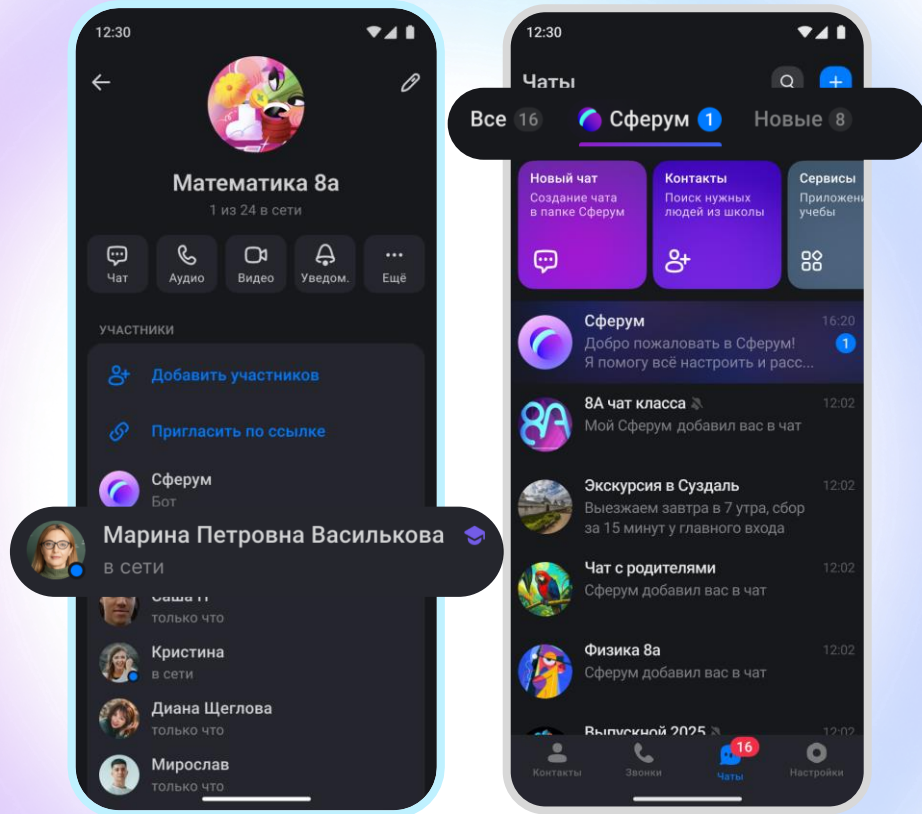 12:30
Математика 8а
1 из 24 в сети
Чат
Аудио
Видео
Уведом.
Ещё
УЧАСТНИКИ
Добавить участников
Пригласить по ссылке
Сферум
Бот
Марина Петровна Василькова
в сети
только что
Кристина
в сети
Диана Щеглова
только что
Мирослав
только что
12:30
Чаты
Все 16
Сферум 1
Новые 8
Новый чат
Создание чата
в папке Сферум
Контакты
Поиск нужных
людей из школы
Сервисы
Приложен
учебы
Сферум
16:20
Добро пожаловать в Сферум!
1
Я помогу всё настроить и расс...
8А
8А чат класса
12:02
Мой Сферум добавил вас в чат
Экскурсия в Суздаль
12:02
Выезжаем завтра в 7 утра, сбор
за 15 минут у главного входа
Чат с родителями
12:02
Сферум добавил вас в чат
Физика 8а
12:02
Сферум добавил вас в чат
Выпускной 2025
12:02
16
Контакты
Звонки
Чаты
Настройки